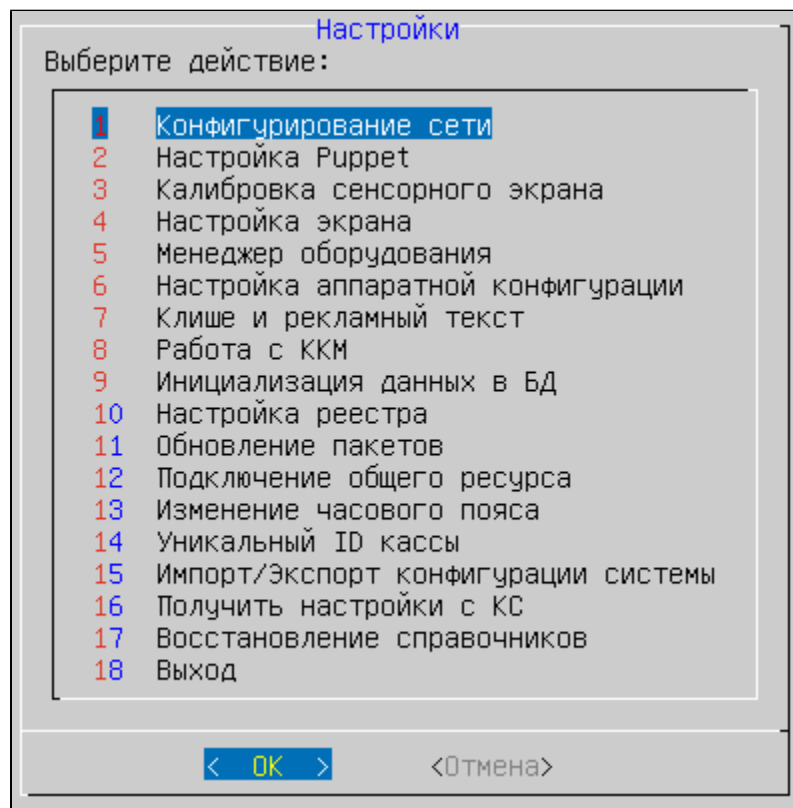 Настройки
Выберите действие:
1 Конфигурирование сети
2 Настройка Puppet
3 Калибровка сенсорного экрана
4 Настройка экрана
5 Менеджер оборудования
6 Настройка аппаратной конфигурации
7 Клише и рекламный текст
8 Работа с ККМ
9 Инициализация данных в БД
10 Настройка реестра
11 Обновление пакетов
12 Подключение общего ресурса
13 Изменение часового пояса
14 Уникальный ID кассы
15 Импорт/Экспорт конфигурации системы
16 Получить настройки с КС
17 Восстановление справочников
18 Выход
< OK > <Отмена>